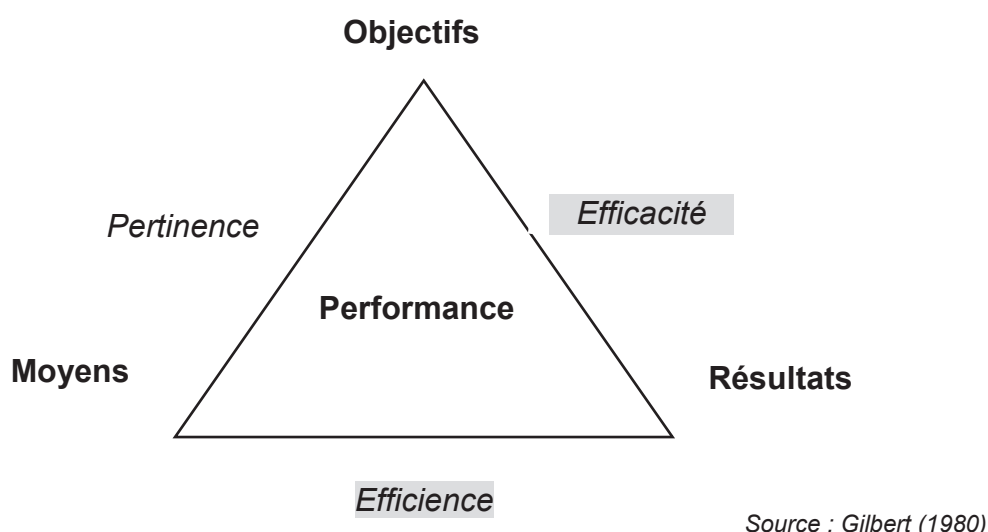 Objectifs
Pertinence
Efficacité
Performance
Moyens
Résultats
Efficience
Source : Gilbert (1980)